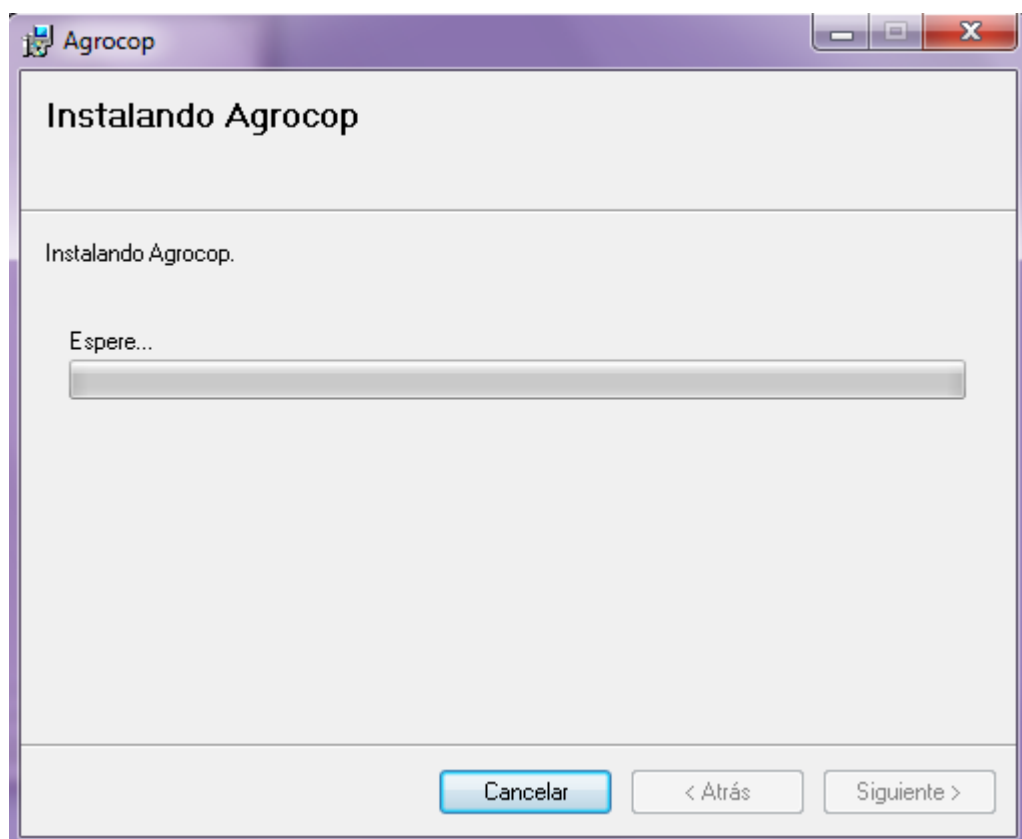 Agrocop
Instalando Agrocop
Instalando Agrocop.
Espere...
Cancelar
< Atrás
Siguiente >